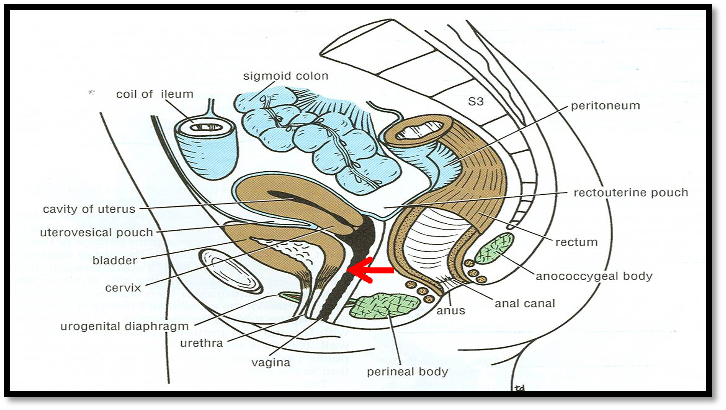 sigmoid colon
coil of ileum
S3
peritoneum
rectouterine pouch
cavity of uterus
uterovesical pouch
rectum
bladder
anococcygeal body
cervix
anal canal
anus
urogenital diaphragm
urethra
vagina
perineal body